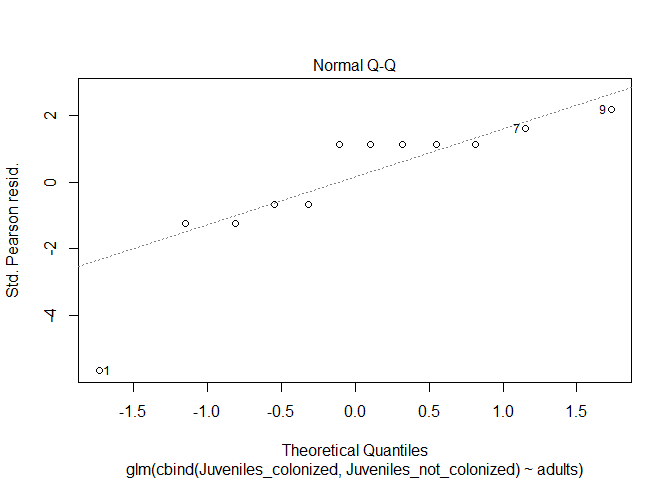 Normal Q-Q
Std. Pearson resid.
2
0
-2
-4
1
7
9
-1.5 -1.0 -0.5 0.0 0.5 1.0 1.5
Theoretical Quantiles
glm(cbind(Juveniles_colonized, Juveniles_not_colonized) ~ adults)